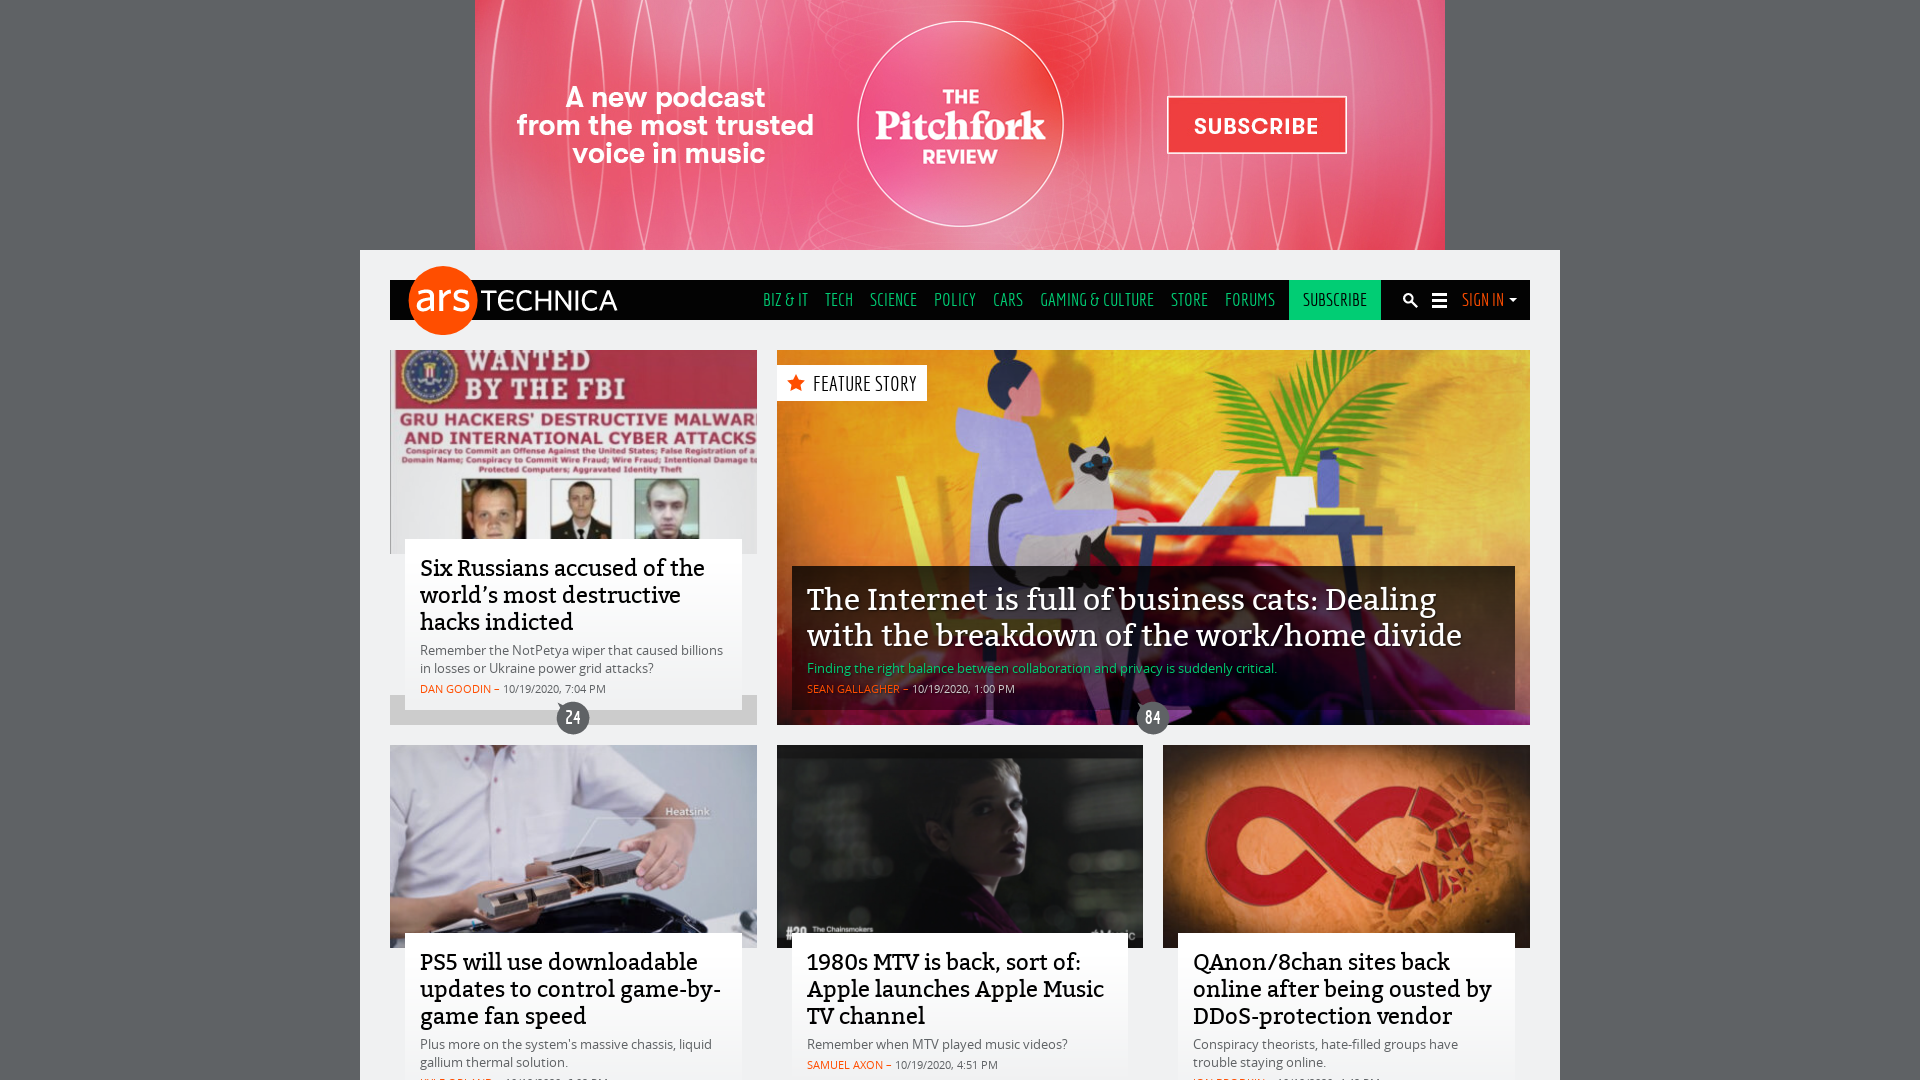 A new podcast
from the most trusted
voice in music
THE
Pitchfork
REVIEW
SUBSCRIBE
ars TECHNICA
BIZ & IT TECH SCIENCE POLICY CARS GAMING & CULTURE STORE FORUMS SUBSCRIBE SIGN IN
WANTED
BY THE FBI
GRU HACKERS' DESTRUCTIVE MALWAR
AND INTERNATIONAL CYBER ATTACKS
Conspiracy to Commit an Offense Against the United States; False Registration of a
Domain Name; Conspiracy to Commit Wire Fraud; Wire Fraud; Intentional Damage to
Protected Computers; Aggravated Identity Theft
Six Russians accused of the
world’s most destructive
hacks indicted
Remember the NotPetya wiper that caused billions
in losses or Ukraine power grid attacks?
DAN GOODIN – 10/19/2020, 7:04 PM
24
FEATURE STORY
The Internet is full of business cats: Dealing
with the breakdown of the work/home divide
Finding the right balance between collaboration and privacy is suddenly critical.
SEAN GALLAGHER – 10/19/2020, 1:00 PM
84
Heatsink
PS5 will use downloadable
updates to control game-by-
game fan speed
Plus more on the system's massive chassis, liquid
gallium thermal solution.
The Chainsmokers
1980s MTV is back, sort of:
Apple launches Apple Music
TV channel
Remember when MTV played music videos?
SAMUEL AXON – 10/19/2020, 4:51 PM
QAnon/8chan sites back
online after being ousted by
DDoS-protection vendor
Conspiracy theorists, hate-filled groups have
trouble staying online.